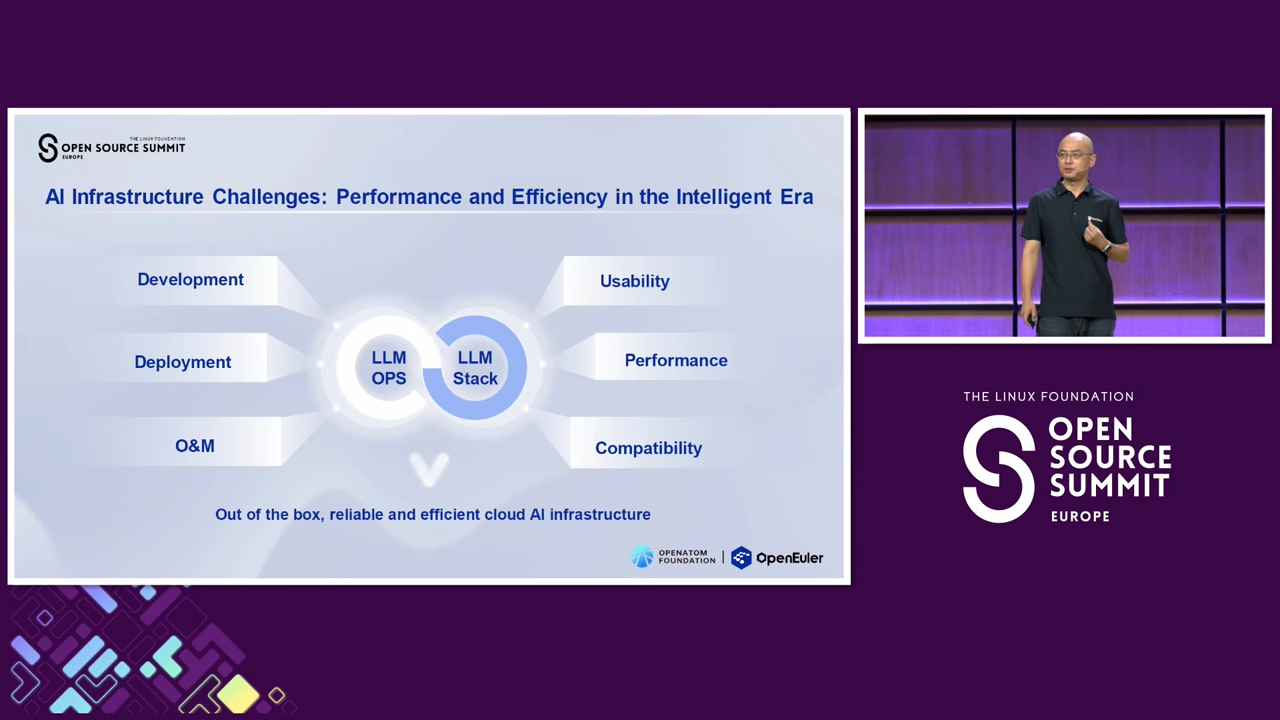 THE LINUX FOUNDATION
OPEN SOURCE SUMMIT
EUROPE
AI Infrastructure Challenges: Performance and Efficiency in the Intelligent Era
Development
Deployment
O&M
LLM
OPS
LLM
Stack
Usability
Performance
Compatibility
Out of the box, reliable and efficient cloud AI infrastructure
OPENATOM
FOUNDATION
OpenEuler
THE LINUX FOUNDATION
OPEN
SOURCE
SUMMIT
EUROPE